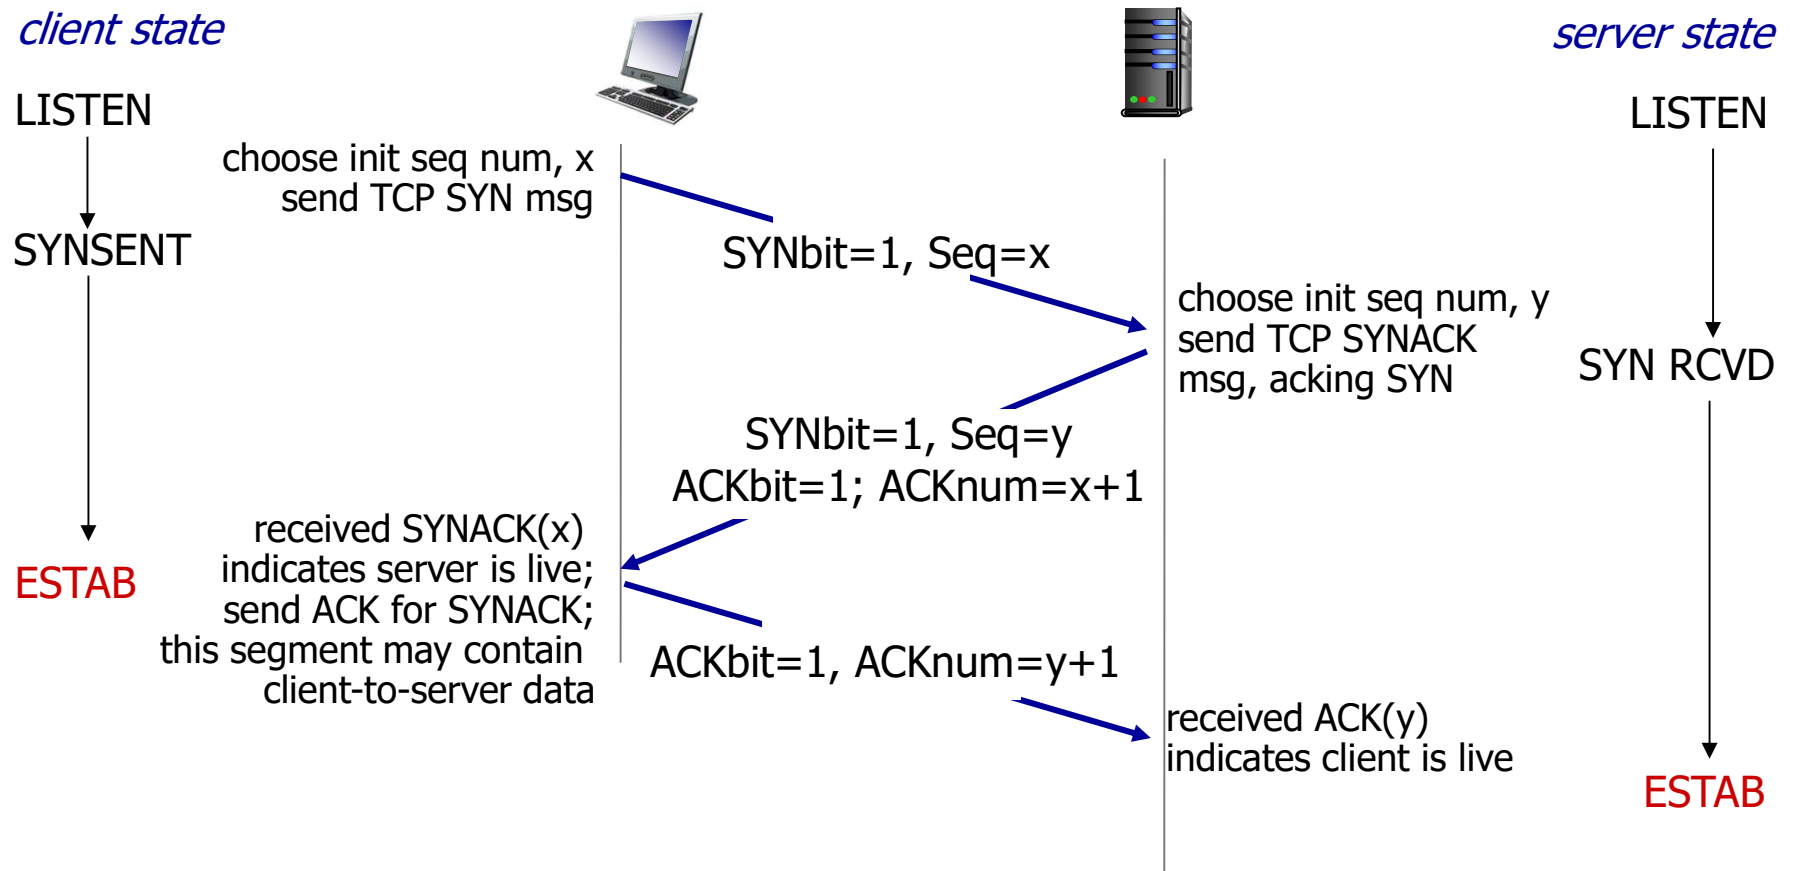 client state
server state
LISTEN
LISTEN
choose init seq num, x
send TCP SYN msg
SYNSENT
SYNbit=1, Seq=x
choose init seq num, y
send TCP SYNACK
msg, acking SYN
SYN RCVD
SYNbit=1, Seq=y
ACKbit=1; ACKnum=x+1
received SYNACK(x)
indicates server is live;
send ACK for SYNACK;
this segment may contain
client-to-server data
ESTAB
ACKbit=1, ACKnum=y+1
received ACK(y)
indicates client is live
ESTAB